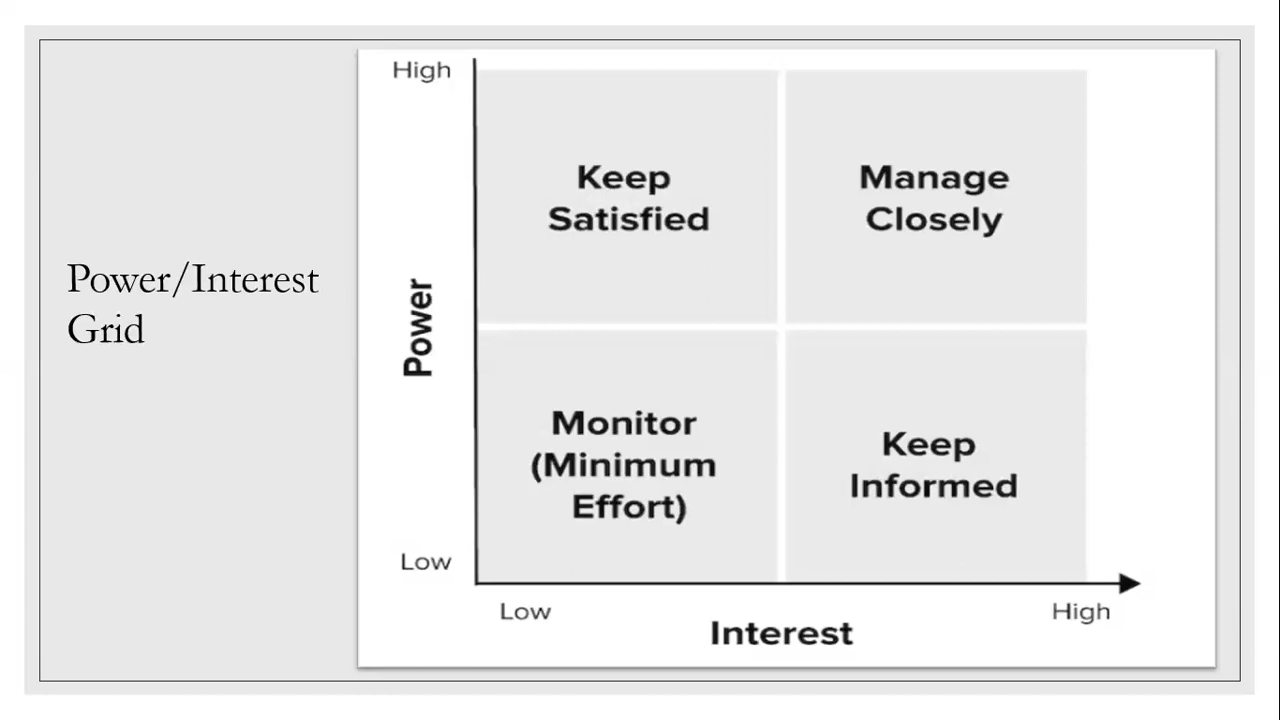 Power/Interest
Grid
High
Keep
Satisfied
Manage
Closely
Power
Monitor
(Minimum
Effort)
Keep
Informed
Low
Low
High
Interest